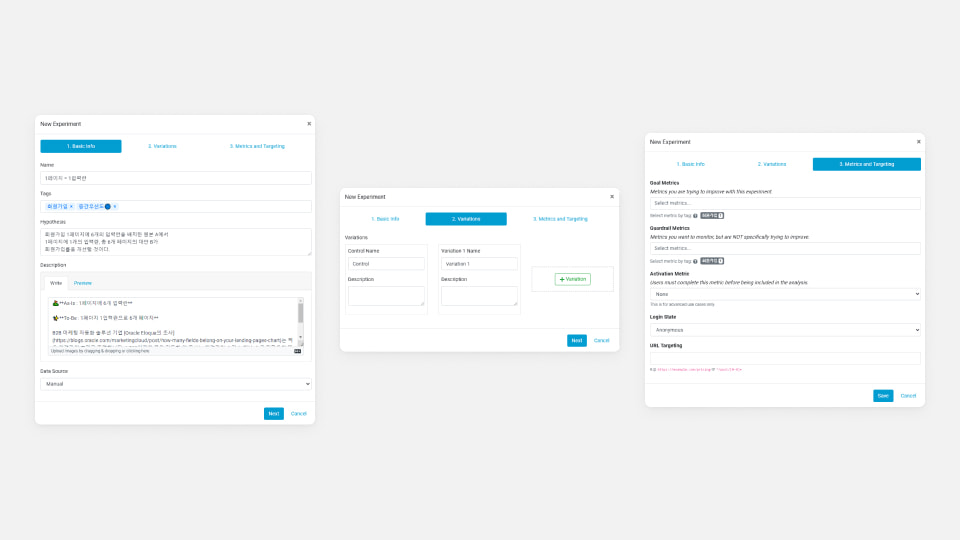 New Experiment
×
1. Basic Info
2. Variations
3. Metrics and Targeting
Name
1페이지 = 1입력란
Tags
회원가입 ×
중간우선도🔵 ×
Hypothesis
회원가입 1페이지에 6개의 입력란을 배치한 원본 A에서
1페이지에 1개의 입력란, 총 6개 페이지인 대안 B가
회원가입률을 개선할 것이다.
Description
Write
Preview
**As-Is : 1페이지에 6개 입력란**
**To-Be : 1페이지 1입력란으로 6개 페이지**
B2B 마케팅 자동화 솔루션 기업 [Oracle Eloqua의 조사]
(https://blogs.oracle.com/marketingcloud/post/how-many-fields-belong-on-your-landing-pages-chart)은
Upload images by dragging & dropping or clicking here
Data Source
Manual
Next
Cancel
New Experiment
×
1. Basic Info
2. Variations
3. Metrics and Targeting
Variations
Control Name
Variation 1 Name
Control
Variation 1
Description
Description
+ Variation
Next
Cancel
New Experiment
×
1. Basic Info
2. Variations
3. Metrics and Targeting
Goal Metrics
Metrics you are trying to improve with this experiment
Select metrics...
Select metric by tag: 회원가입
Guardrail Metrics
Metrics you want to monitor, but are NOT specifically trying to improve.
Select metrics...
Select metric by tag: 회원가입
Activation Metric
Users must complete this metric before being included in the analysis.
None
This is for advanced use cases only.
Login State
Anonymous
URL Targeting
Save
Cancel